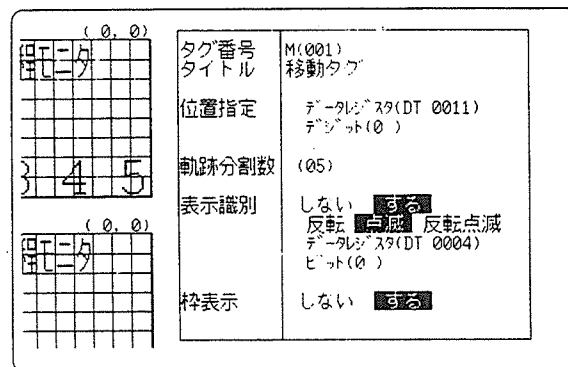 ( 0, 0)
モニタ
3 4 5
( 0, 0)
モニタ
タグ番号 M(001)
タイトル 移動タグ
位置指定 データレジスタ(DT 0011)
デジット(0 )
軌跡分割数 (05)
表示識別 しない する
反転 点滅 反転点滅
データレジスタ(DT 0004)
ビット(0 )
枠表示 しない する